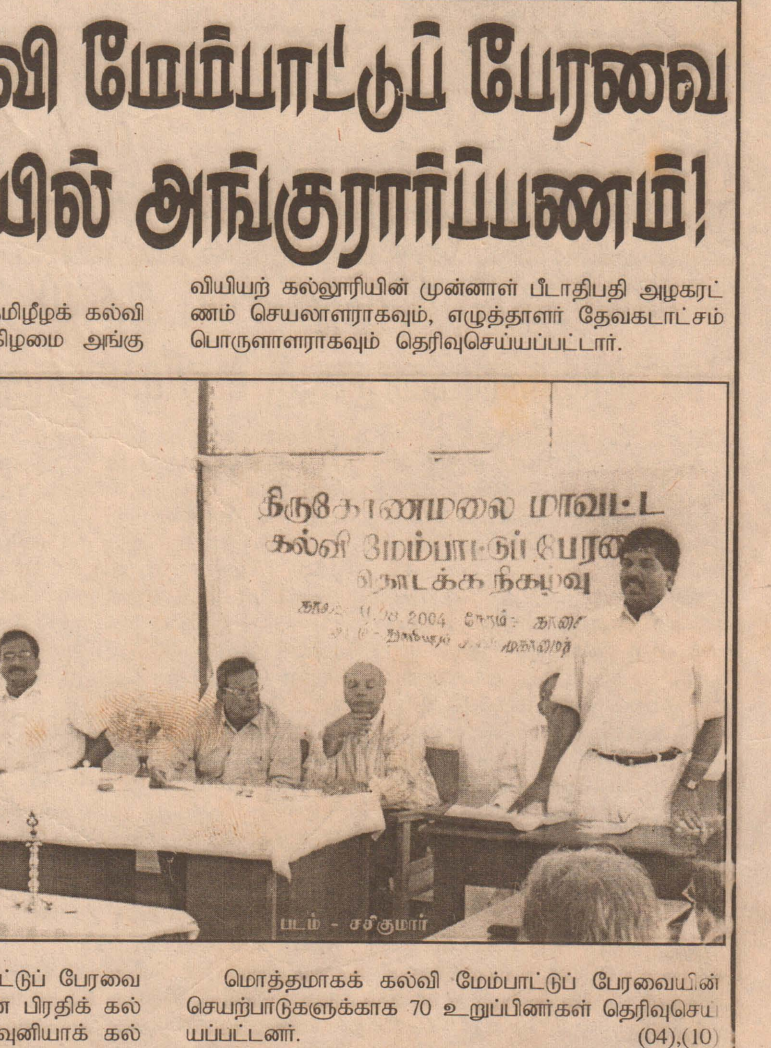 வி மேம்பாட்டுப் பேரவை
யில் அங்குரார்ப்பணம்!
மிழீழக் கல்வி
கிழமை அங்கு
வியியற் கல்லூரியின் முன்னாள் பீடாதிபதி அழகரட்
ணம் செயலாளராகவும், எழுத்தாளர் தேவகடாட்சம்
பொருளாளராகவும் தெரிவுசெய்யப்பட்டார்.
திருகோணமலை மாவட்ட
கல்வி மேம்பாட்டுப் பேரவை
தொடக்க நிகழ்வு
2004 நேரம் :- காலை
படம் - சசிகுமார்
ட்டுப் பேரவை
ன பிரதிக் கல்
வுனியாக் கல்
மொத்தமாகக் கல்வி மேம்பாட்டுப் பேரவையின்
செயற்பாடுகளுக்காக 70 உறுப்பினர்கள் தெரிவுசெய்
யப்பட்டனர்.
(04),(10)